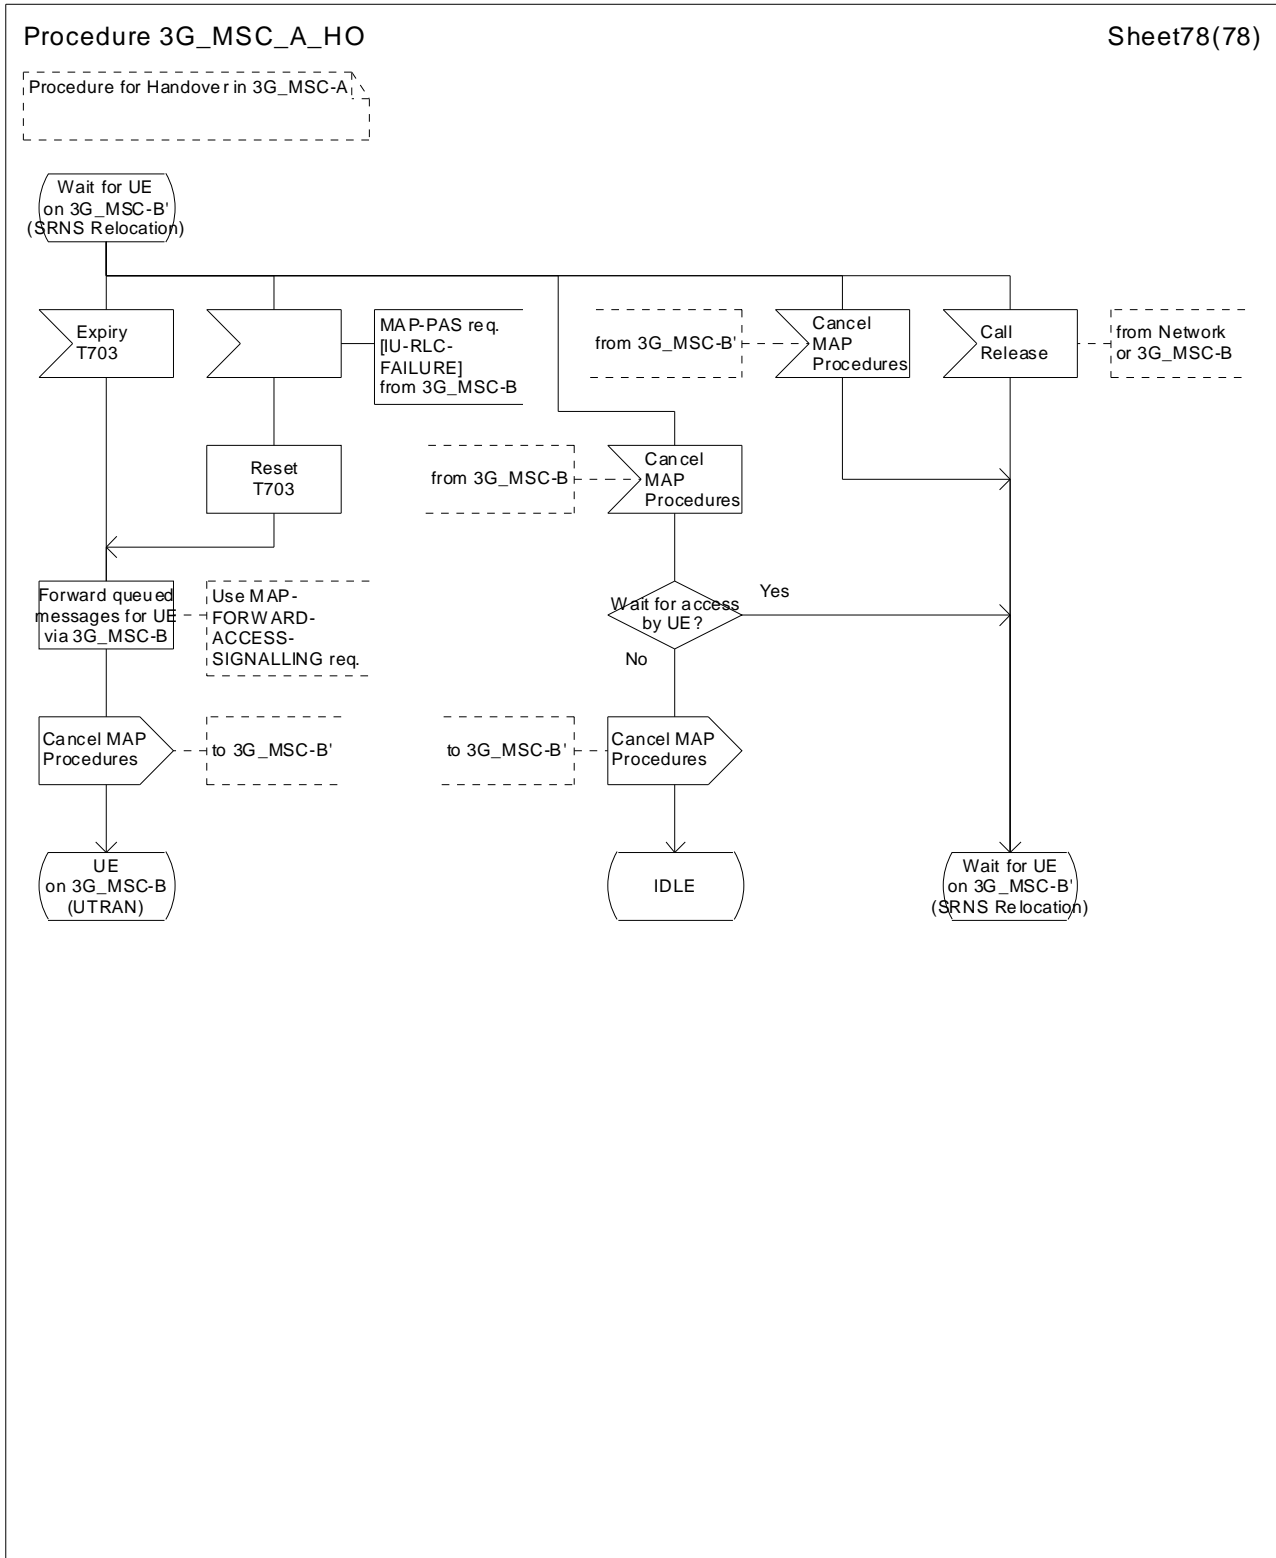 Procedure 3G_MSC_A_HO
Sheet78(78)
Procedure for Handover in 3G_MSC-A
Wait for UE
on 3G_MSC-B'
(SRNS Relocation)
Expiry
T703
MAP-PAS req.
[IU-RLC-
FAILURE]
from 3G_MSC-B
from 3G_MSC-B'
Cancel
MAP
Procedures
Call
Release
from Network
or 3G_MSC-B
Reset
T703
from 3G_MSC-B
Cancel
MAP
Procedures
Forward queued
messages for UE
via 3G_MSC-B
Use MAP-
FORWARD-
ACCESS-
SIGNALLING req.
Wait for access
by UE?
Yes
No
Cancel MAP
Procedures
to 3G_MSC-B'
to 3G_MSC-B'
Cancel MAP
Procedures
UE
on 3G_MSC-B
(UTRAN)
IDLE
Wait for UE
on 3G_MSC-B'
(SRNS Relocation)